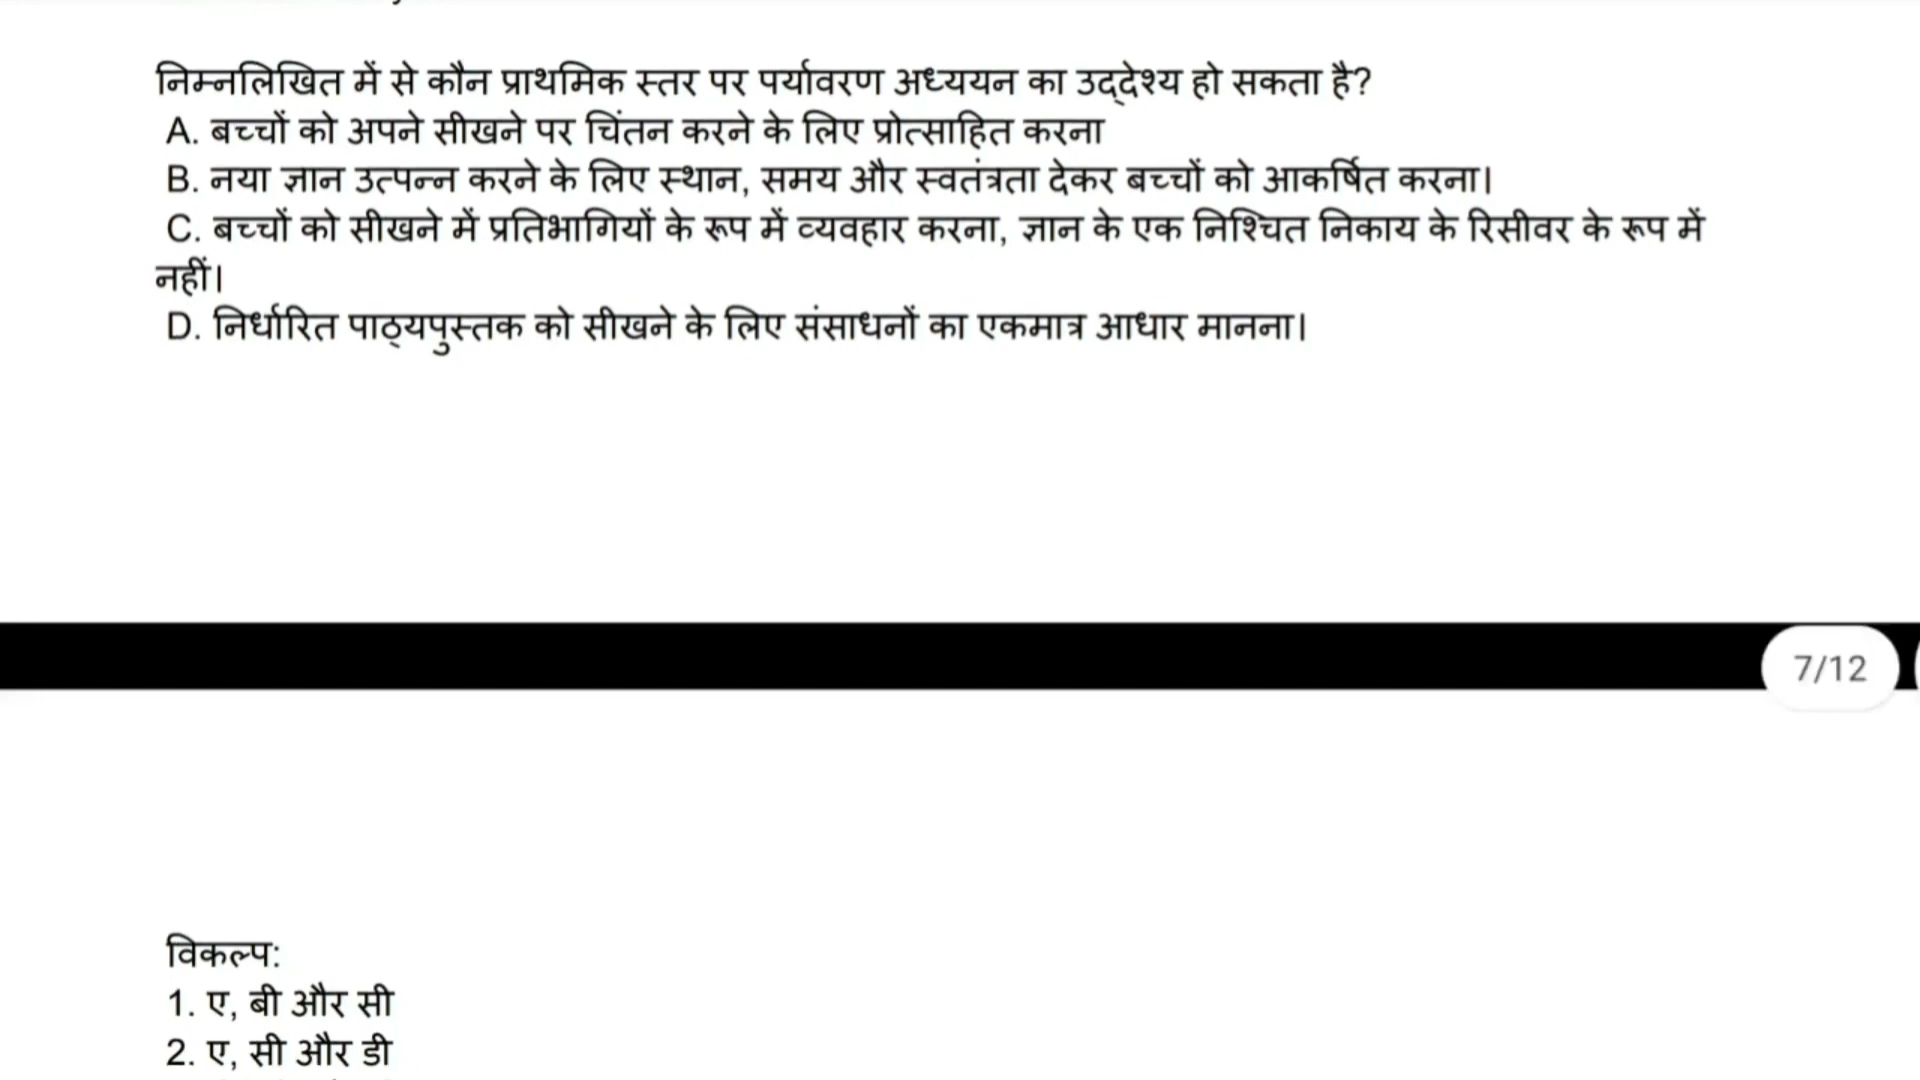 निम्नलिखित में से कौन प्राथमिक स्तर पर पर्यावरण अध्ययन का उद्देश्य हो सकता है?
A. बच्चों को अपने सीखने पर चिंतन करने के लिए प्रोत्साहित करना
B. नया ज्ञान उत्पन्न करने के लिए स्थान, समय और स्वतंत्रता देकर बच्चों को आकर्षित करना।
C. बच्चों को सीखने में प्रतिभागियों के रूप में व्यवहार करना, ज्ञान के एक निश्चित निकाय के रिसीवर के रूप में
नहीं।
D. निर्धारित पाठ्यपुस्तक को सीखने के लिए संसाधनों का एकमात्र आधार मानना।
7/12
विकल्प:
1. ए, बी और सी
2. ए, सी और डी